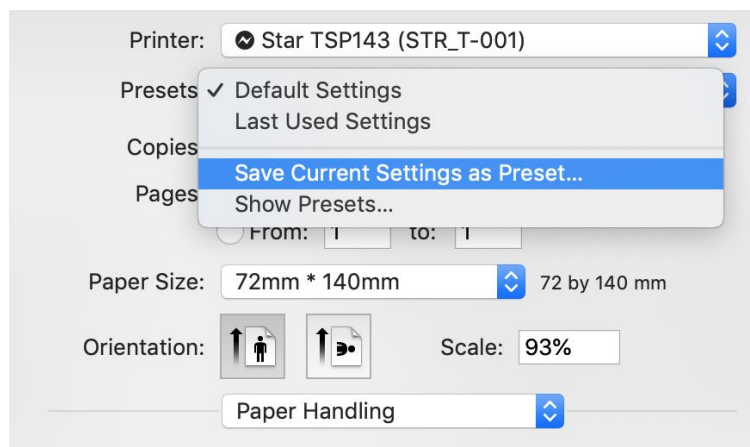 Printer: Star TSP143 (STR_T-001)
Presets ✓ Default Settings
Last Used Settings
Copies
Save Current Settings as Preset...
Pages
Show Presets...
From: 1 to: 1
Paper Size: 72mm * 140mm 72 by 140 mm
Orientation: Scale: 93%
Paper Handling